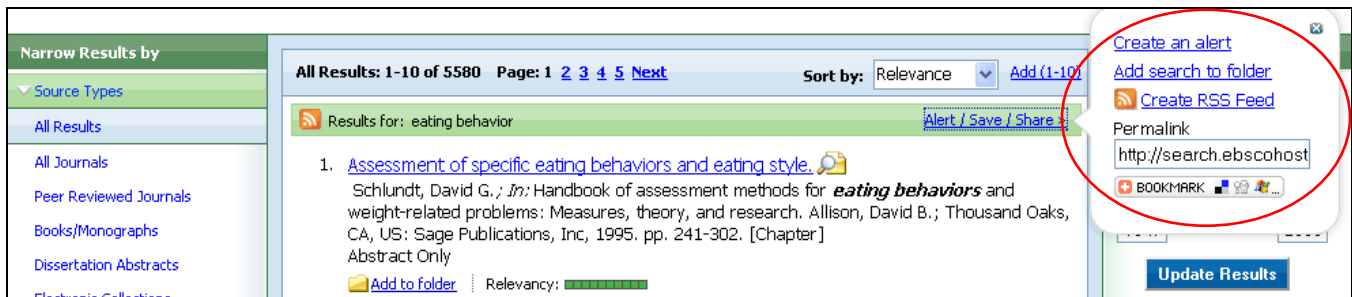 Narrow Results by
Source Types
All Results
All Journals
Peer Reviewed Journals
Books/Monographs
Dissertation Abstracts
All Results: 1-10 of 5580 Page: 1 2 3 4 5 Next
Sort by: Relevance Add (1-10)
Results for: eating behavior
Alert / Save / Share »
1. Assessment of specific eating behaviors and eating style.
Schlundt, David G.; In: Handbook of assessment methods for eating behaviors and
weight-related problems: Measures, theory, and research. Allison, David B.; Thousand Oaks,
CA, US: Sage Publications, Inc, 1995. pp. 241-302. [Chapter]
Abstract Only
Add to folder Relevancy:
Create an alert
Add search to folder
Create RSS Feed
Permalink
http://search.ebscohost
BOOKMARK
Update Results